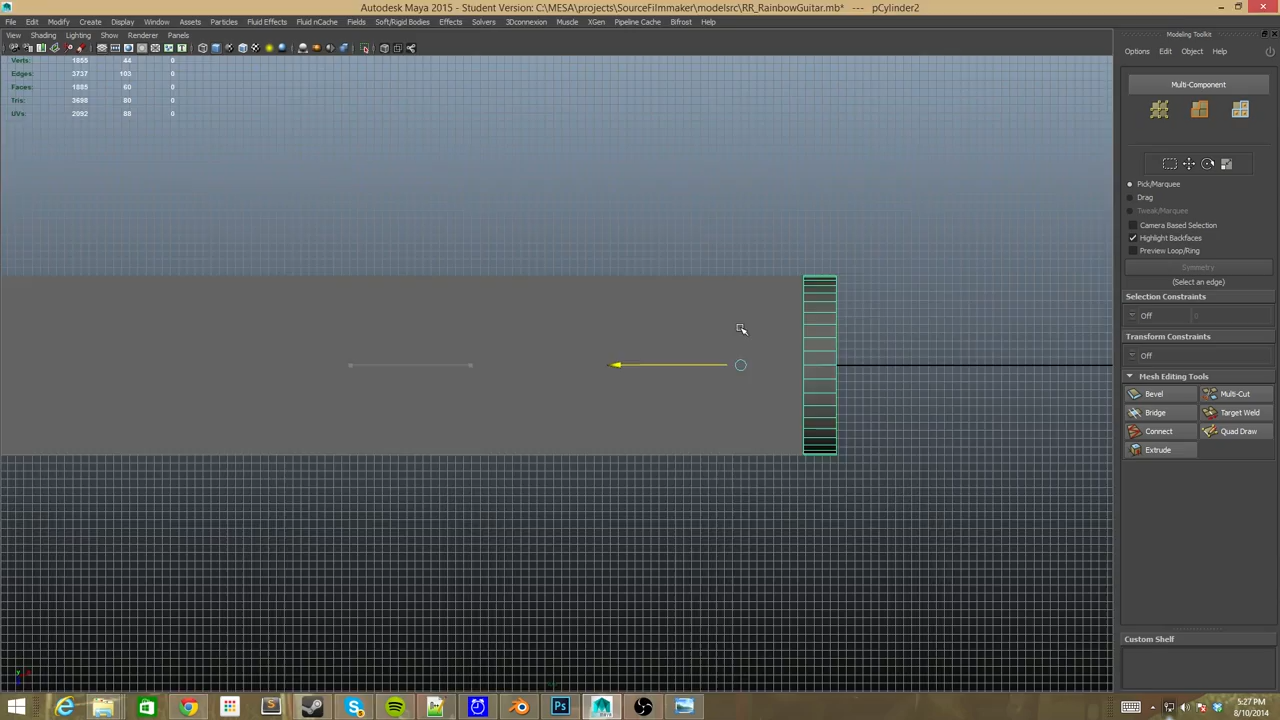 Autodesk Maya 2015 - Student Version: C:\MESA\projects\SourceFilmmaker\modelsrc\RR_RainbowGuitar.mb* --- pCylinder2
File Edit Modify Create Display Window Assets Particles Fluid Effects Fluid nCache Fields Soft/Rigid Bodies Effects Solvers 3Dconnexion Muscle XGen Pipeline Cache Bifrost Help
View Shading Lighting Show Renderer Panels
Verts: 1855 44 0
Edges: 3737 103 0
Faces: 1885 60 0
Tris: 3698 80 0
UVs: 2092 88 0
Modeling Toolkit
Options Edit Object Help
Multi-Component
Pick/Marquee
Drag
Tweak/Marquee
Camera Based Selection
Highlight Backfaces
Preview Loop/Ring
Symmetry
(Select an edge)
Selection Constraints
Off 0
Transform Constraints
Off
Mesh Editing Tools
Bevel Multi-Cut
Bridge Target Weld
Connect Quad Draw
Extrude
Custom Shelf
5:27 PM
8/10/2014